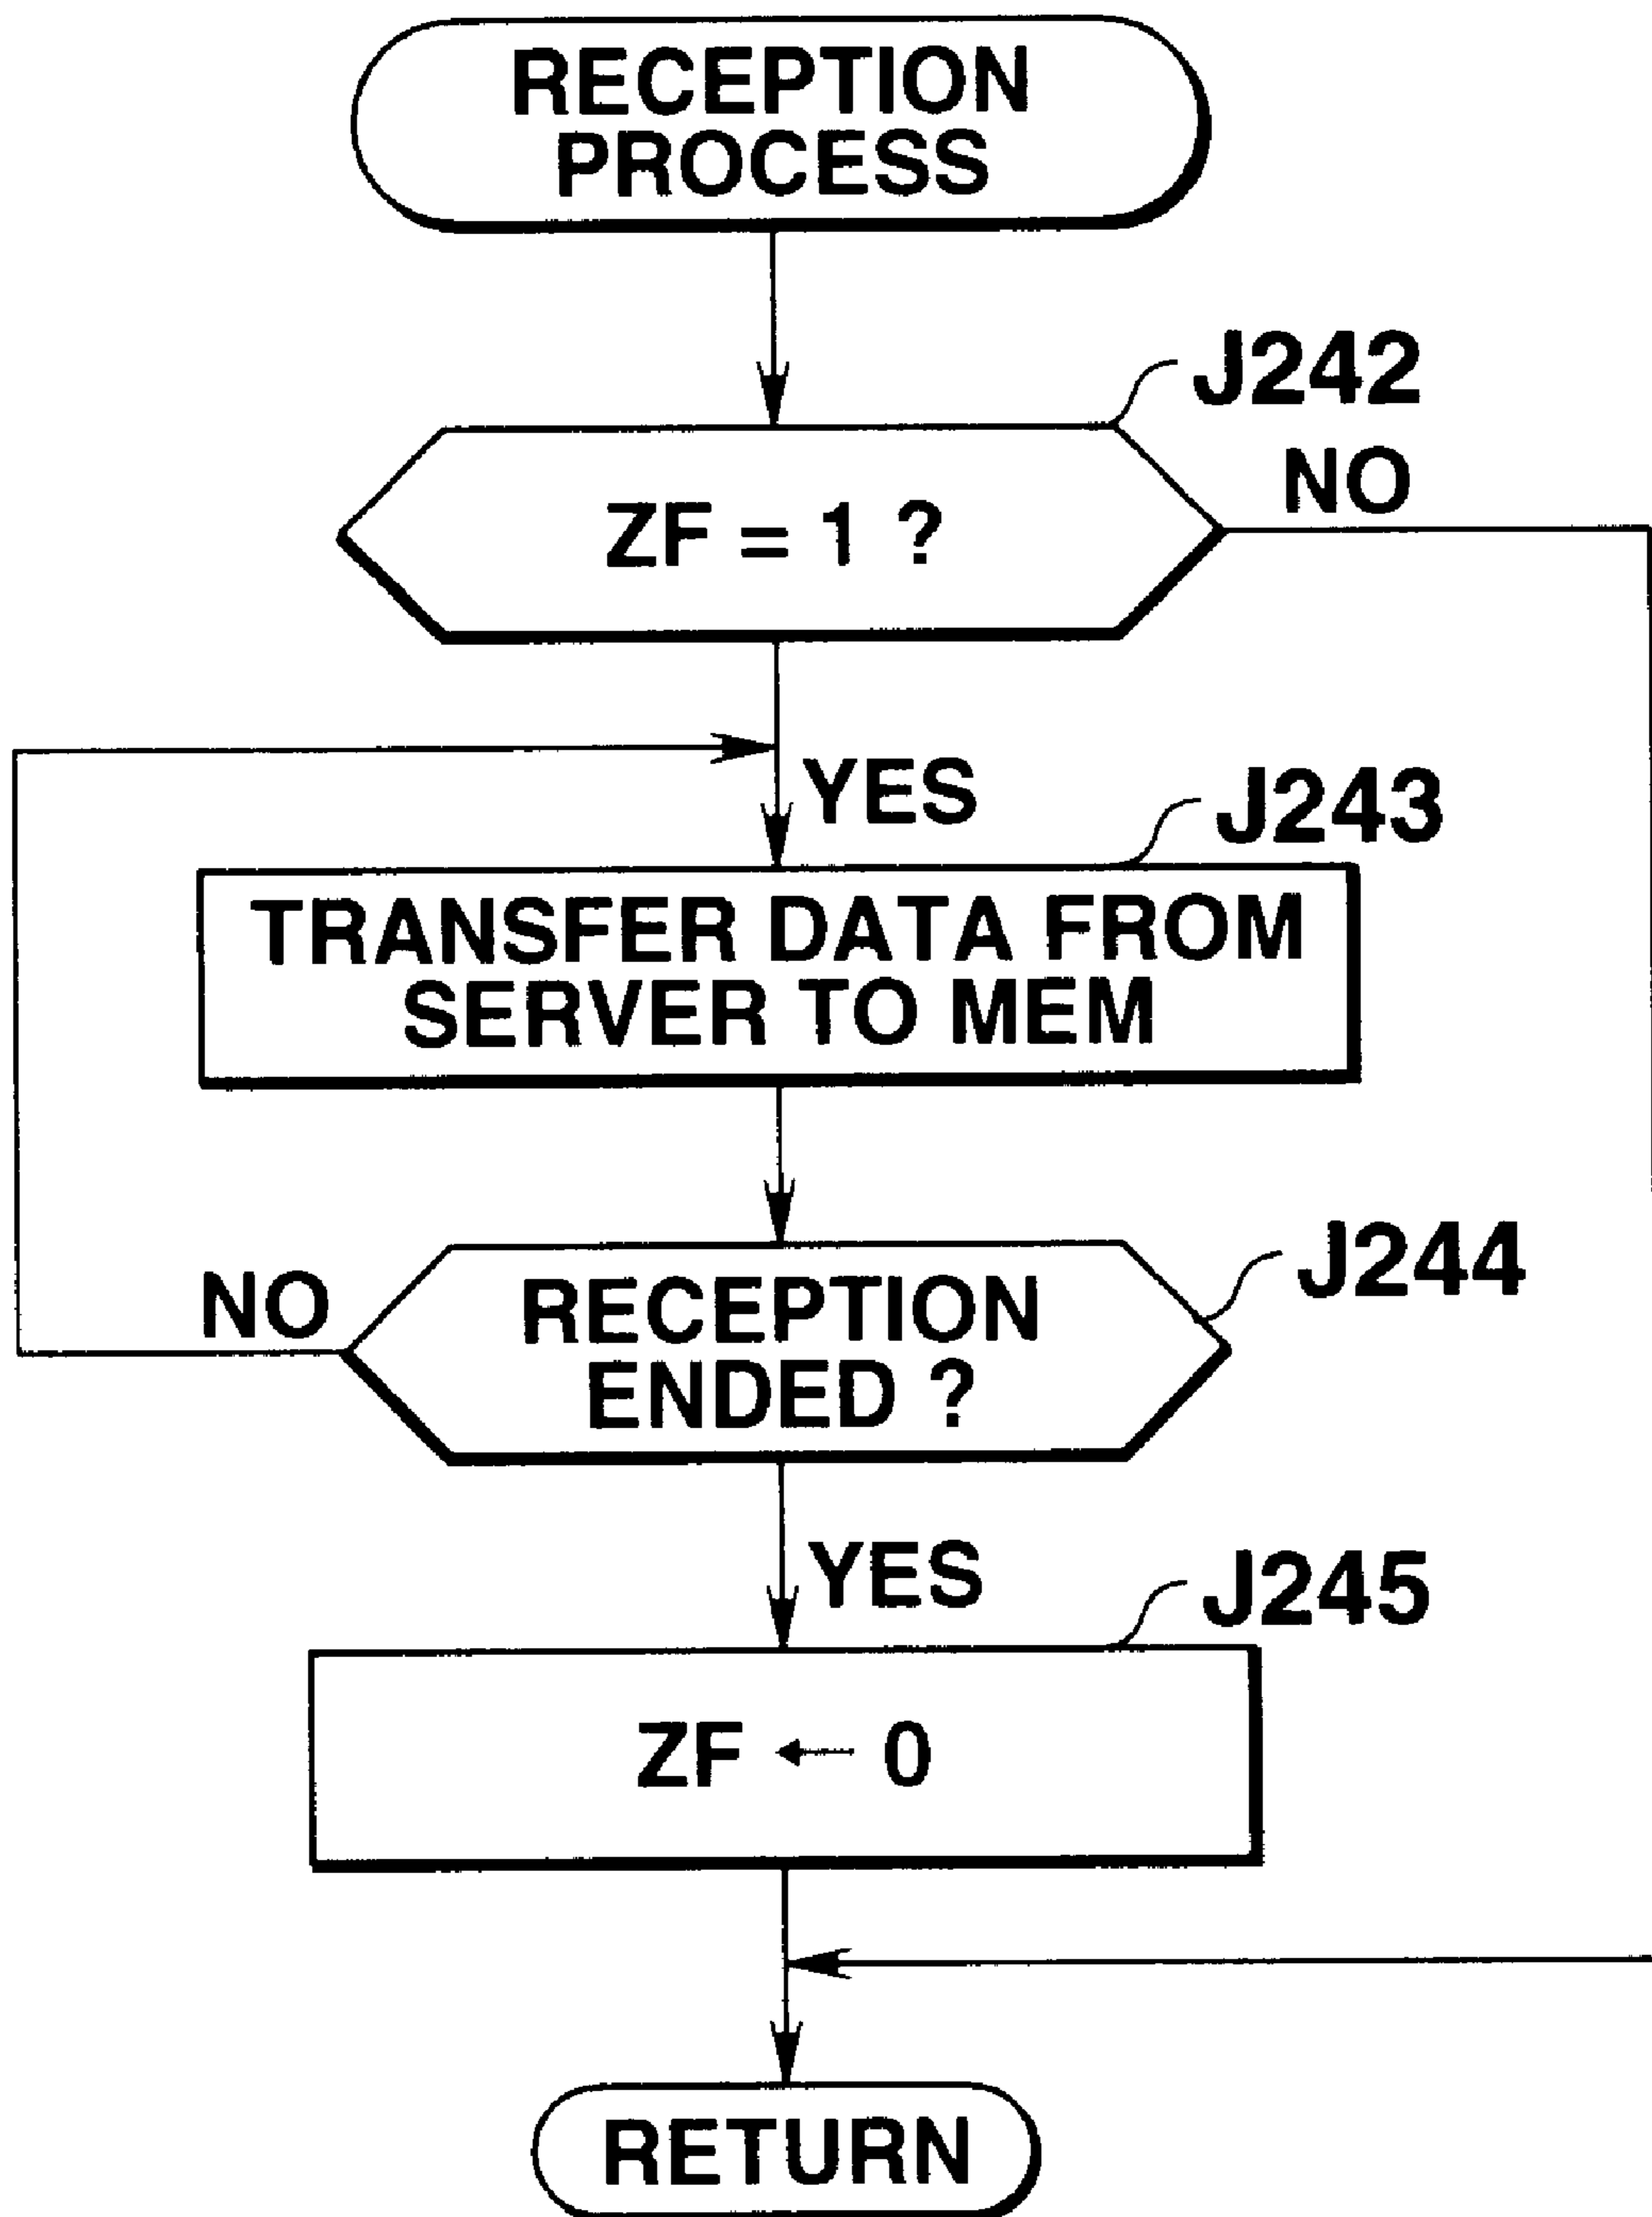 RECEPTION
PROCESS
J242
NO
ZF = 1 ?
YES
J243
TRANSFER DATA FROM
SERVER TO MEM
J244
NO
RECEPTION
ENDED ?
YES
J245
ZF ← 0
RETURN